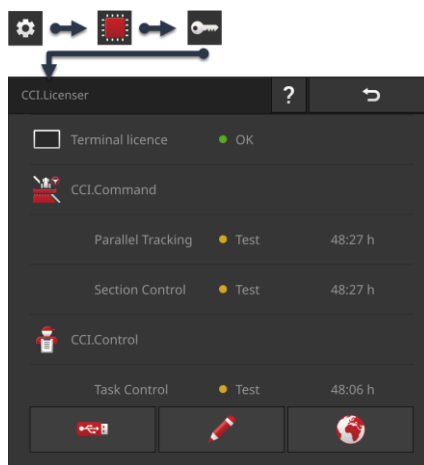 CCI.Licenser ?
Terminal licence OK
CCI.Command
Parallel Tracking Test 48:27 h
Section Control Test 48:27 h
CCI.Control
Task Control Test 48:06 h